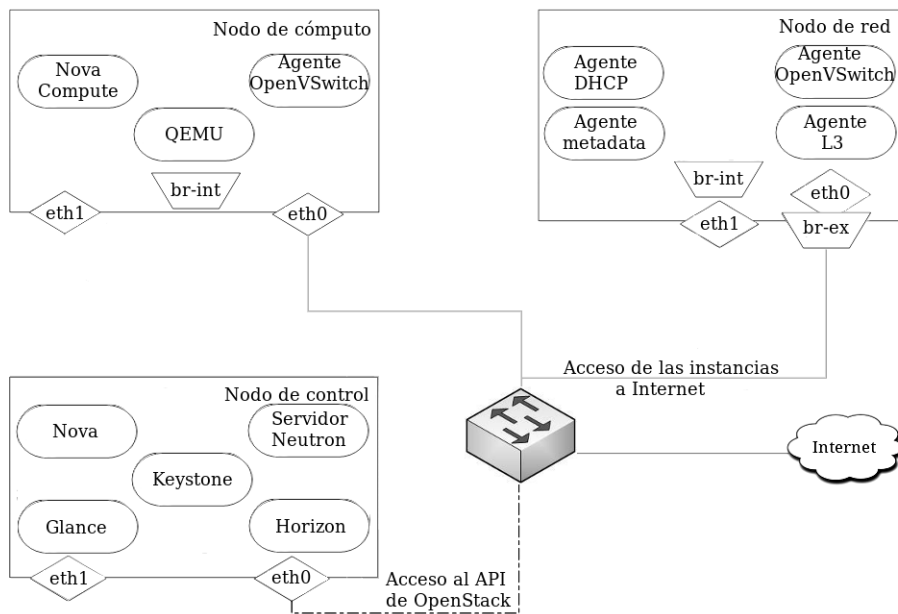 Nodo de cómputo
Nova
Compute
Agente
OpenVSwitch
QEMU
br-int
eth1
eth0
Nodo de red
Agente
DHCP
Agente
OpenVSwitch
Agente
metadata
Agente
L3
br-int
eth0
eth1
br-ex
Acceso de las instancias
a Internet
Internet
Nodo de control
Nova
Servidor
Neutron
Keystone
Glance
Horizon
eth1
eth0
Acceso al API
de OpenStack